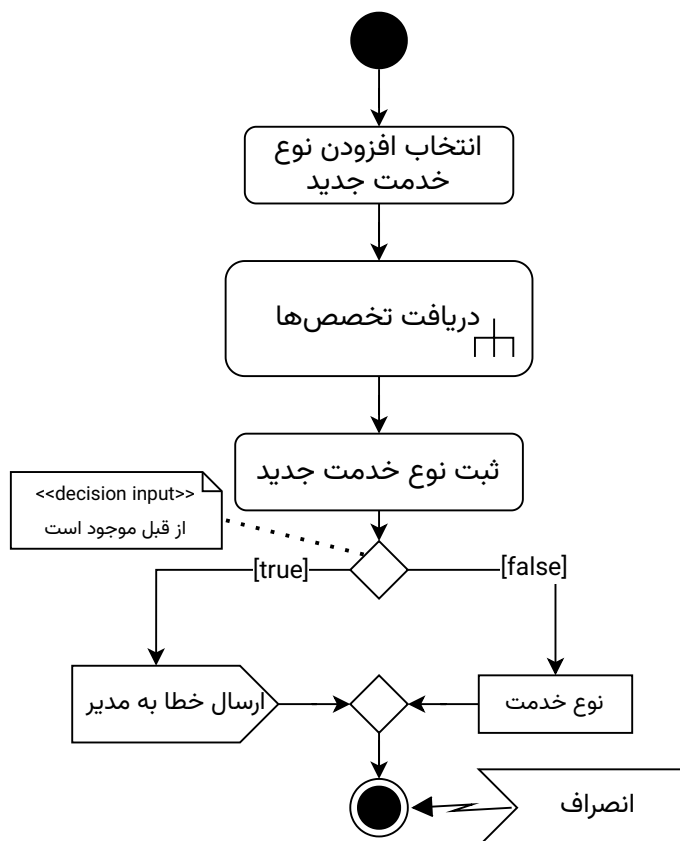 انتخاب افزودن نوع
خدمت جدید
دریافت تخصص‌ها
ثبت نوع خدمت جدید
<<decision input>>
از قبل موجود است
[true]
[false]
ارسال خطا به مدیر
نوع خدمت
انصراف